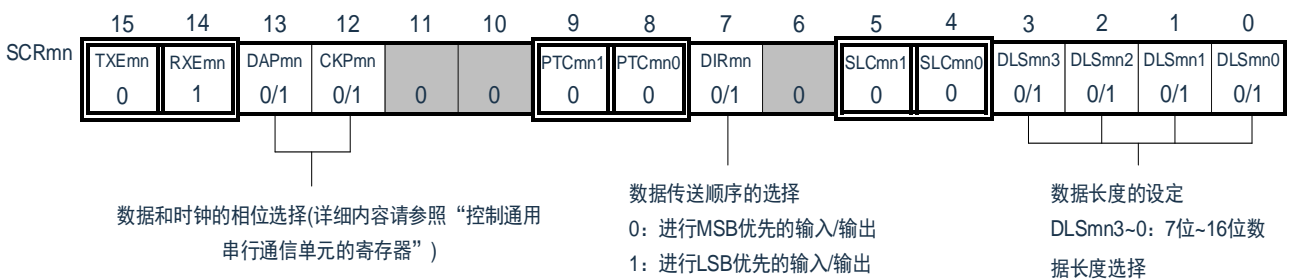 15 14 13 12 11 10 9 8 7 6 5 4 3 2 1 0
SCRmn TXEmn RXEmn DAPmn CKPmn PTCmn1 PTCmn0 DIRmn SLCmn1 SLCmn0 DLSmn3 DLSmn2 DLSmn1 DLSmn0
0 1 0/1 0/1 0 0 0 0 0/1 0 0 0 0/1 0/1 0/1 0/1
数据和时钟的相位选择(详细内容请参照“控制通用
串行通信单元的寄存器”)
数据传送顺序的选择
0：进行MSB优先的输入/输出
1：进行LSB优先的输入/输出
数据长度的设定
DLSmn3~0：7位~16位数
据长度选择